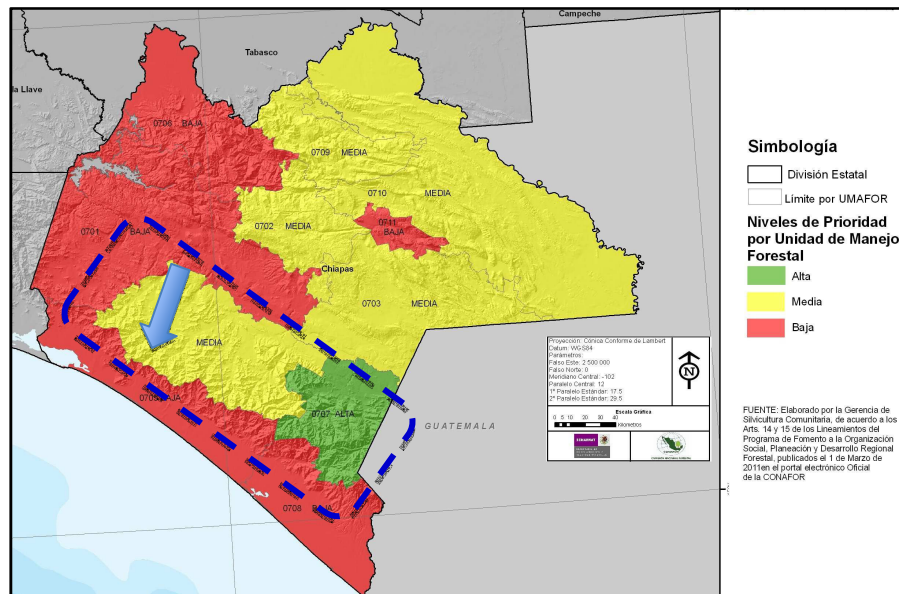 Campeche
Tabasco
la Llave
0706 BAJA
0709 MEDIA
0710 MEDIA
0711
BAJA
0702 MEDIA
0701 BAJA
Chiapas
0703 MEDIA
MEDIA
0707 ALTA
BAJA
GUATEMALA
0708 BAJA
Proyección: Cónica Conforme de Lambert
Datum: WGS84
Parámetros:
Falso Este: 2 500 000
Falso Norte: 0
Meridiano Central: -102
Paralelo Central: 12
1° Paralelo Estándar: 17.5
2° Paralelo Estándar: 29.5
N
Escala Gráfica
0 5 10 20 30 40
Kilómetros
SEMARNAT
Simbología
División Estatal
Límite por UMAFOR
Niveles de Prioridad
por Unidad de Manejo
Forestal
Alta
Media
Baja
FUENTE: Elaborado por la Gerencia de
Silvicultura Comunitaria, de acuerdo a los
Arts. 14 y 15 de los Lineamientos del
Programa de Fomento a la Organización
Social, Planeación y Desarrollo Regional
Forestal, publicados el 1 de Marzo de
2011en el portal electrónico Oficial
de la CONAFOR